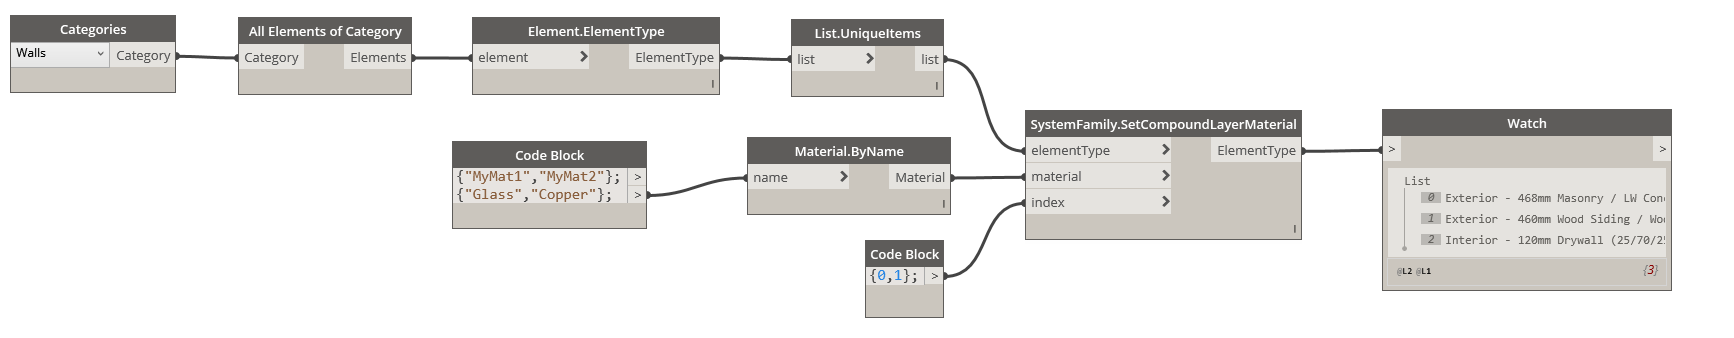 Categories
Walls
Category
All Elements of Category
Category
Elements
Element.ElementType
element
ElementType
List.UniqueItems
list
list
Code Block
{"MyMat1","MyMat2"};
{"Glass","Copper"};
Material.ByName
name
Material
Code Block
{0,1};
SystemFamily.SetCompoundLayerMaterial
elementType
ElementType
material
index
Watch
List
0 Exterior - 468mm Masonry / LW Con
1 Exterior - 460mm Wood Siding / Wo
2 Interior - 120mm Drywall (25/70/25
@L2 @L1
{3}